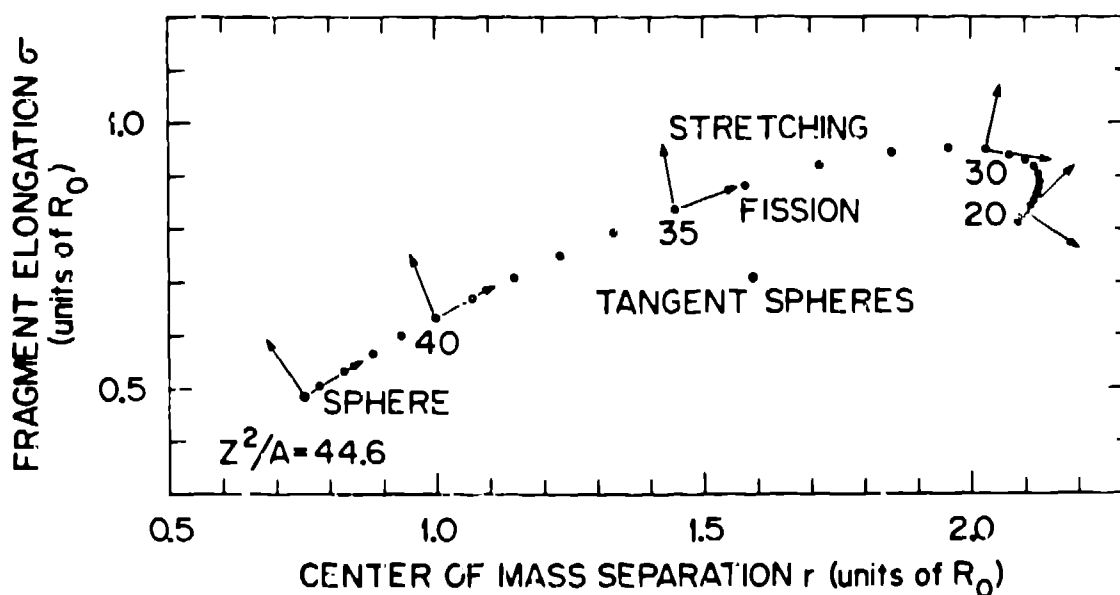 FRAGMENT ELONGATION σ
(units of R₀)
1.0
0.5
STRETCHING
30
20
35
FISSION
TANGENT SPHERES
40
SPHERE
Z²/A = 44.6
0.5
1.0
1.5
2.0
CENTER OF MASS SEPARATION r (units of R₀)